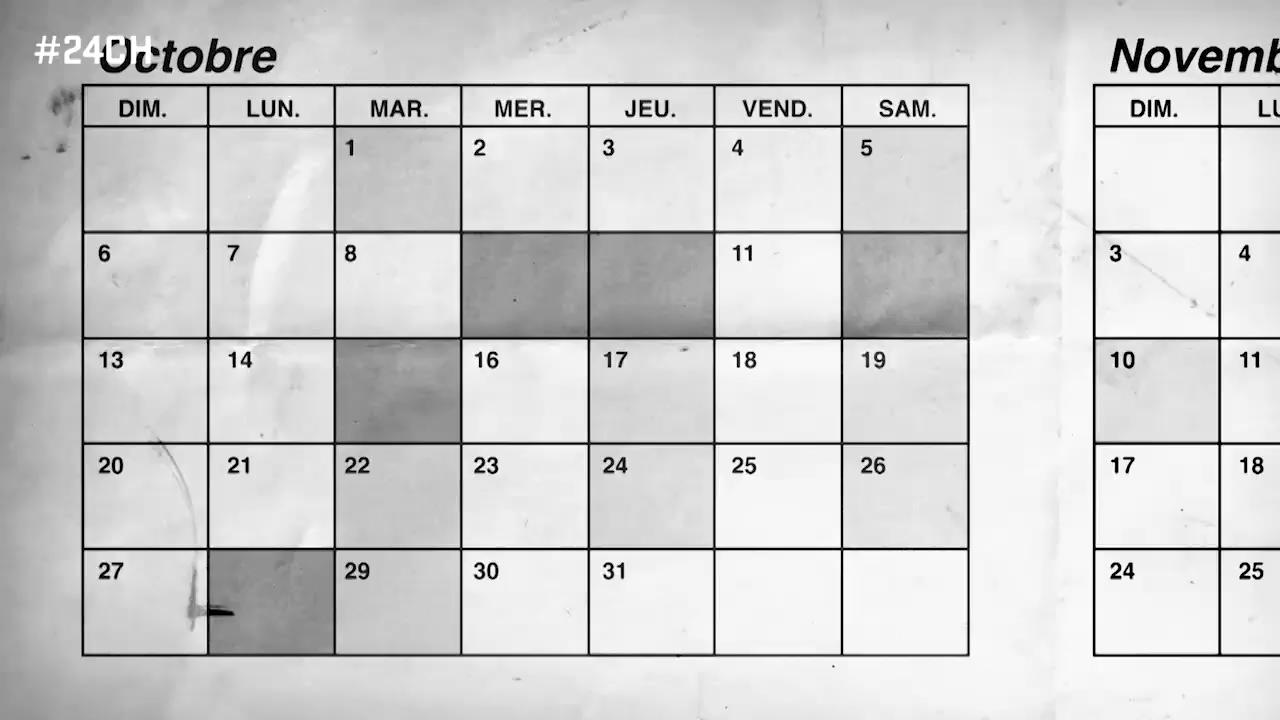 #24CH
Octobre
DIM. LUN. MAR. MER. JEU. VEND. SAM.
1 2 3 4 5
6 7 8 11
13 14 16 17 18 19
20 21 22 23 24 25 26
27 29 30 31
Novemb
DIM. LU
3 4
10 11
17 18
24 25